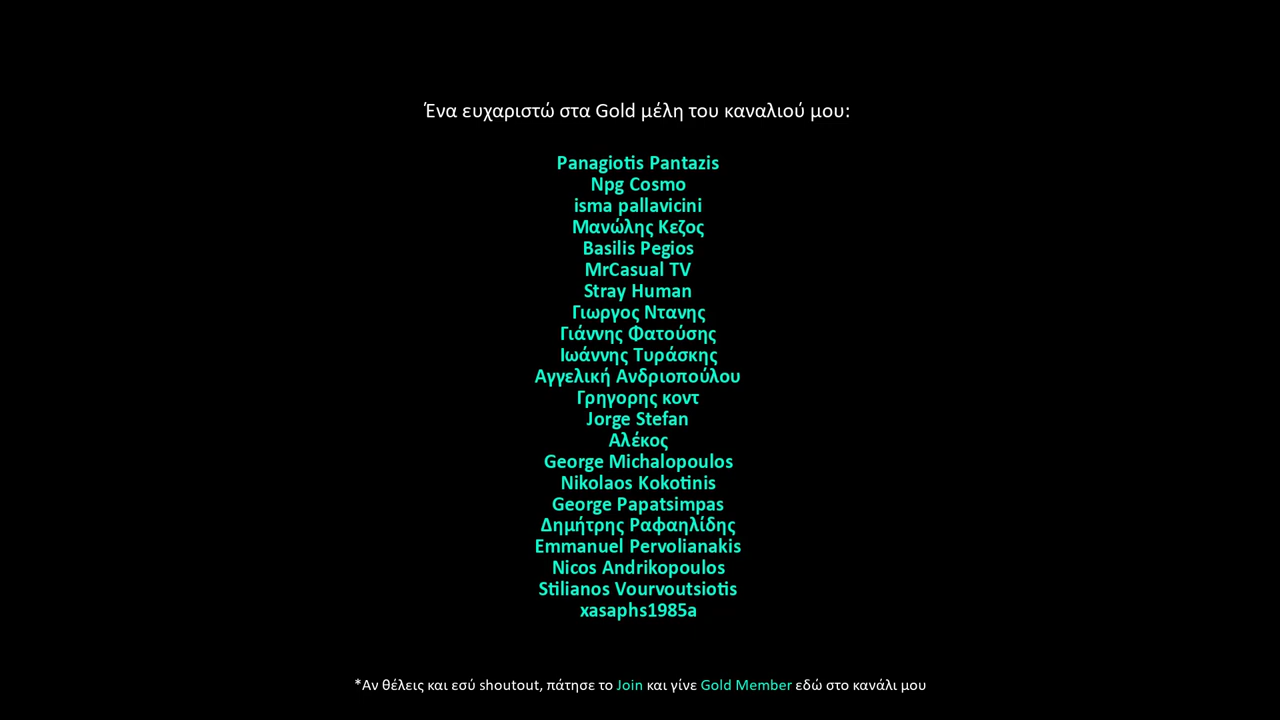 Ένα ευχαριστώ στα Gold μέλη του καναλιού μου:
Panagiotis Pantazis
Npg Cosmo
isma pallavicini
Μανώλης Κεζος
Basilis Pegios
MrCasual TV
Stray Human
Γιωργος Ντανης
Γιάννης Φατούσης
Ιωάννης Τυράσκης
Αγγελική Ανδριοπούλου
Γρηγορης κοντ
Jorge Stefan
Αλέκος
George Michalopoulos
Nikolaos Kokotinis
George Papatsimpas
Δημήτρης Ραφαηλίδης
Emmanuel Pervolianakis
Nicos Andrikopoulos
Stilianos Vourvoutsiotis
xasaphs1985a
*Αν θέλεις και εσύ shoutout, πάτησε το Join και γίνε Gold Member εδώ στο κανάλι μου